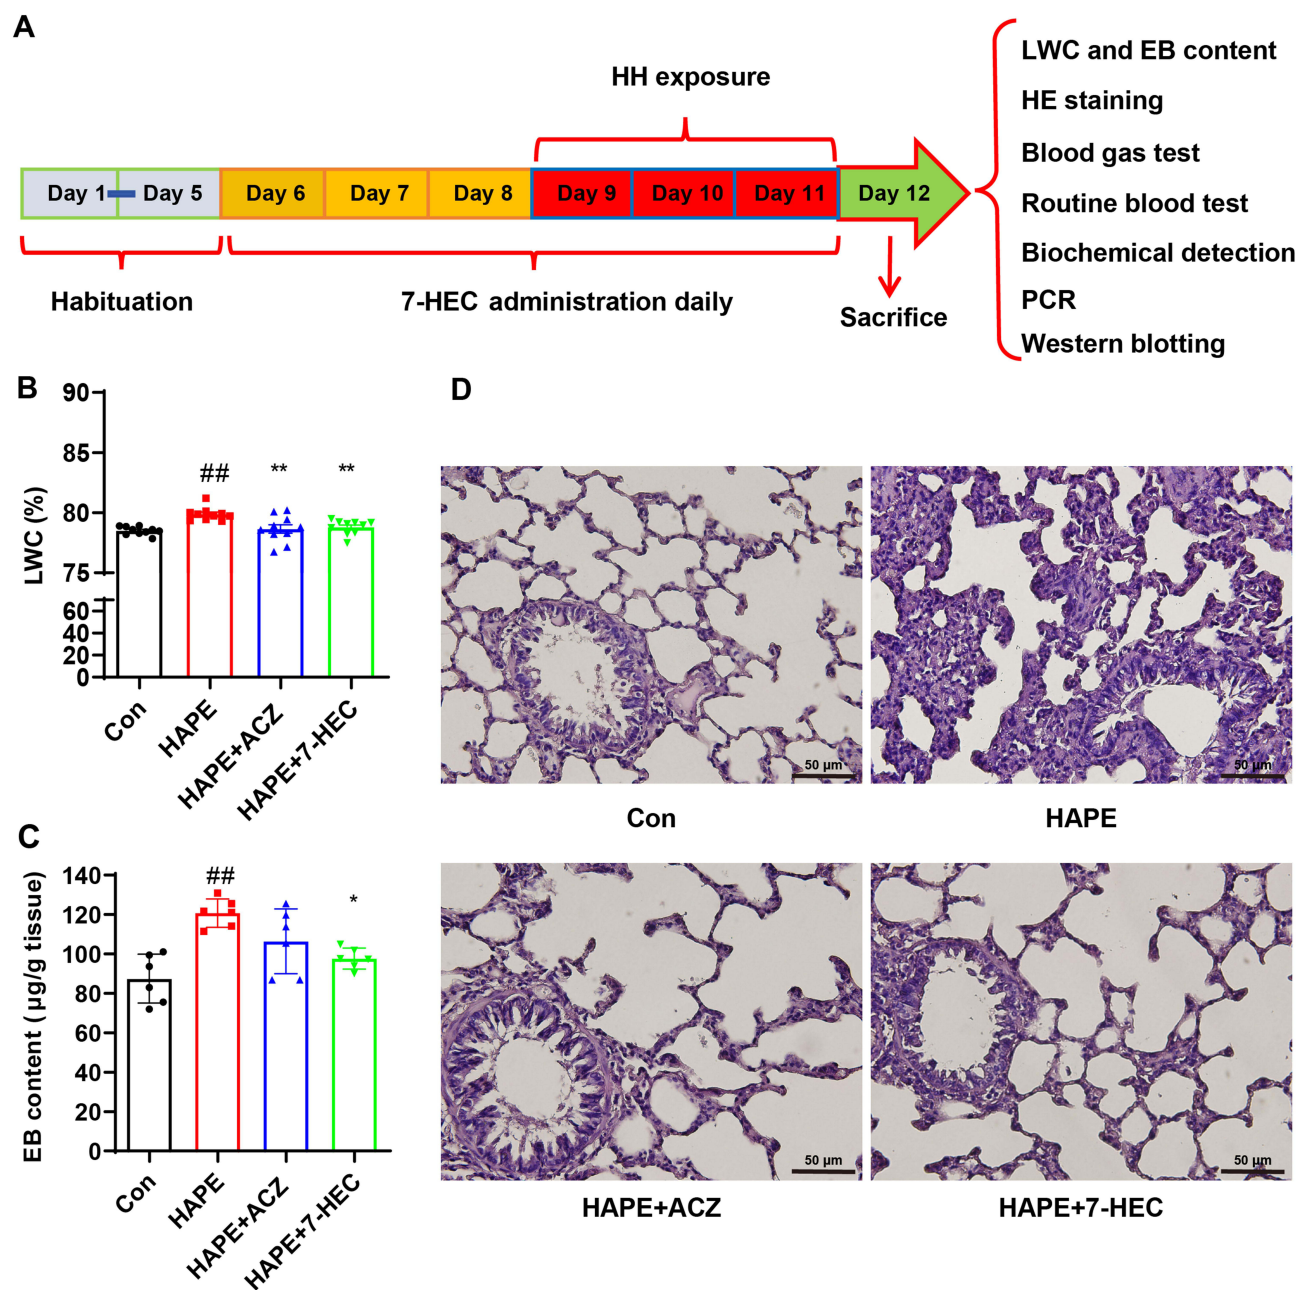 A
HH exposure
Day 1
Day 5
Day 6
Day 7
Day 8
Day 9
Day 10
Day 11
Day 12
Habituation
7-HEC administration daily
Sacrifice
LWC and EB content
HE staining
Blood gas test
Routine blood test
Biochemical detection
PCR
Western blotting
B
LWC (%)
90
85
80
75
60
40
20
0
##
**
**
Con
HAPE
HAPE+ACZ
HAPE+7-HEC
C
EB content ( µg/g tissue)
140
120
100
80
60
40
20
0
##
*
Con
HAPE
HAPE+ACZ
HAPE+7-HEC
D
50 µm
Con
50 µm
HAPE
50 µm
HAPE+ACZ
50 µm
HAPE+7-HEC